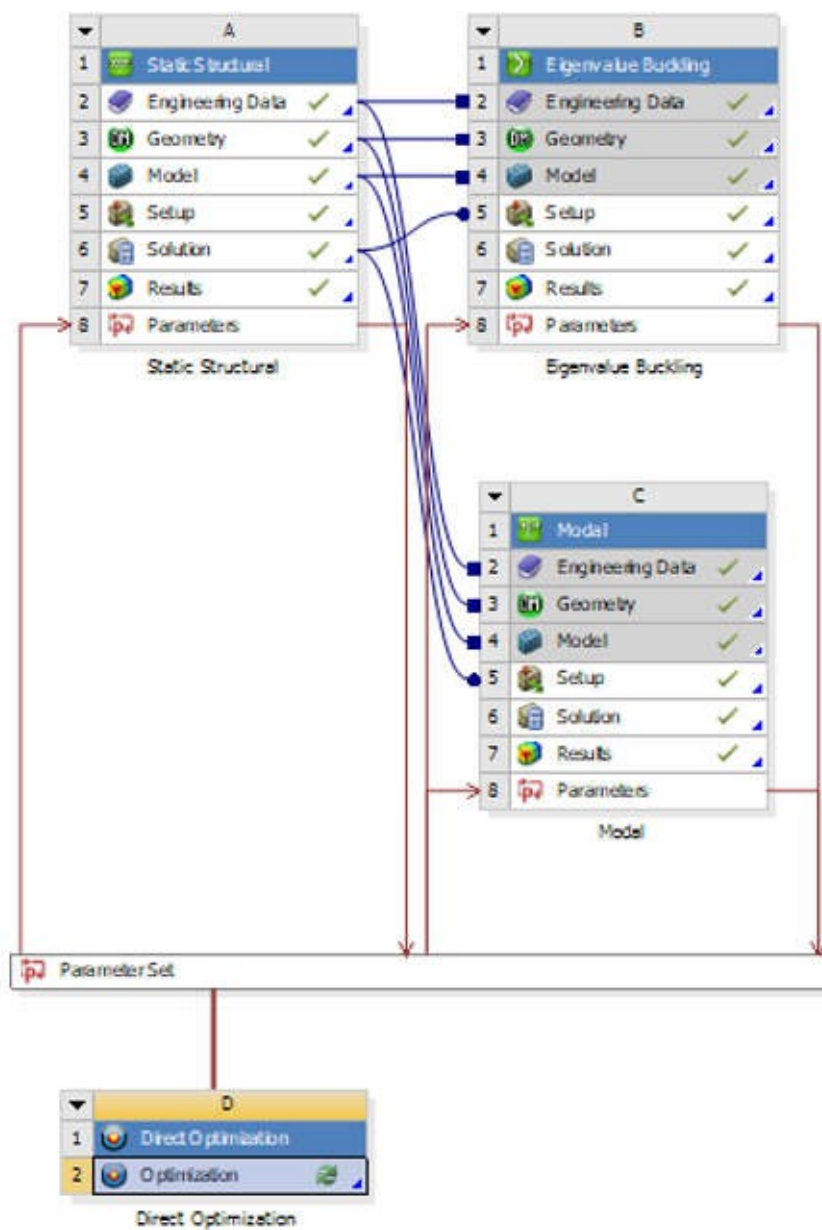 A
1 Static Structural
2 Engineering Data
3 Geometry
4 Model
5 Setup
6 Solution
7 Results
8 Parameters
Static Structural
B
1 Eigenvalue Buckling
2 Engineering Data
3 Geometry
4 Model
5 Setup
6 Solution
7 Results
8 Parameters
Eigenvalue Buckling
C
1 Modal
2 Engineering Data
3 Geometry
4 Model
5 Setup
6 Solution
7 Results
8 Parameters
Modal
Parameter Set
D
1 Direct Optimization
2 Optimization
Direct Optimization